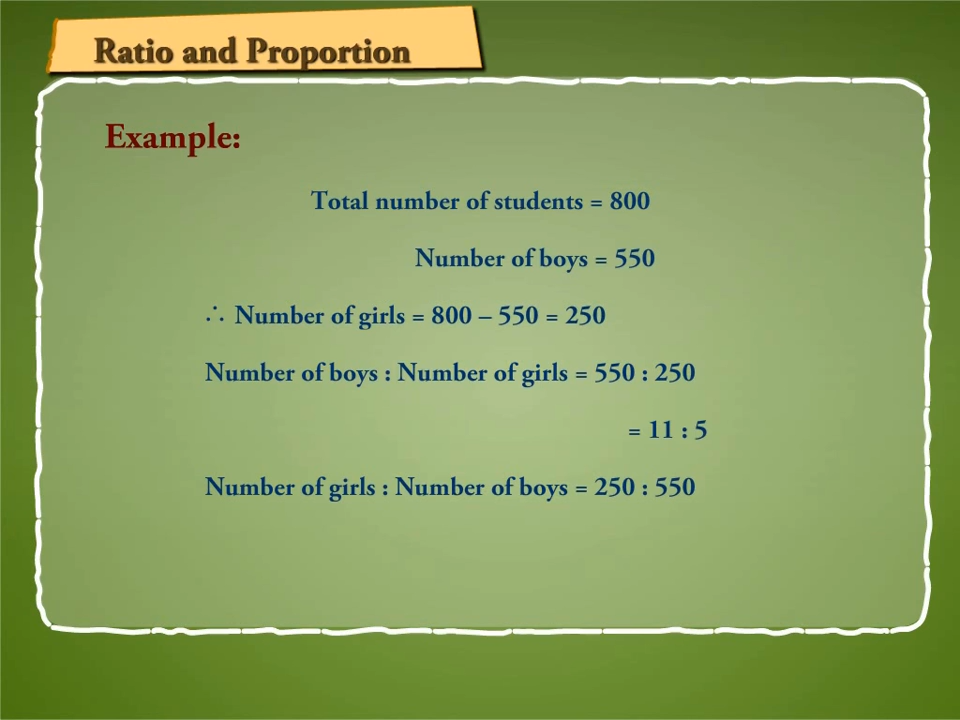 Ratio and Proportion
Example:
Total number of students = 800
Number of boys = 550
∴ Number of girls = 800 – 550 = 250
Number of boys : Number of girls = 550 : 250
= 11 : 5
Number of girls : Number of boys = 250 : 550